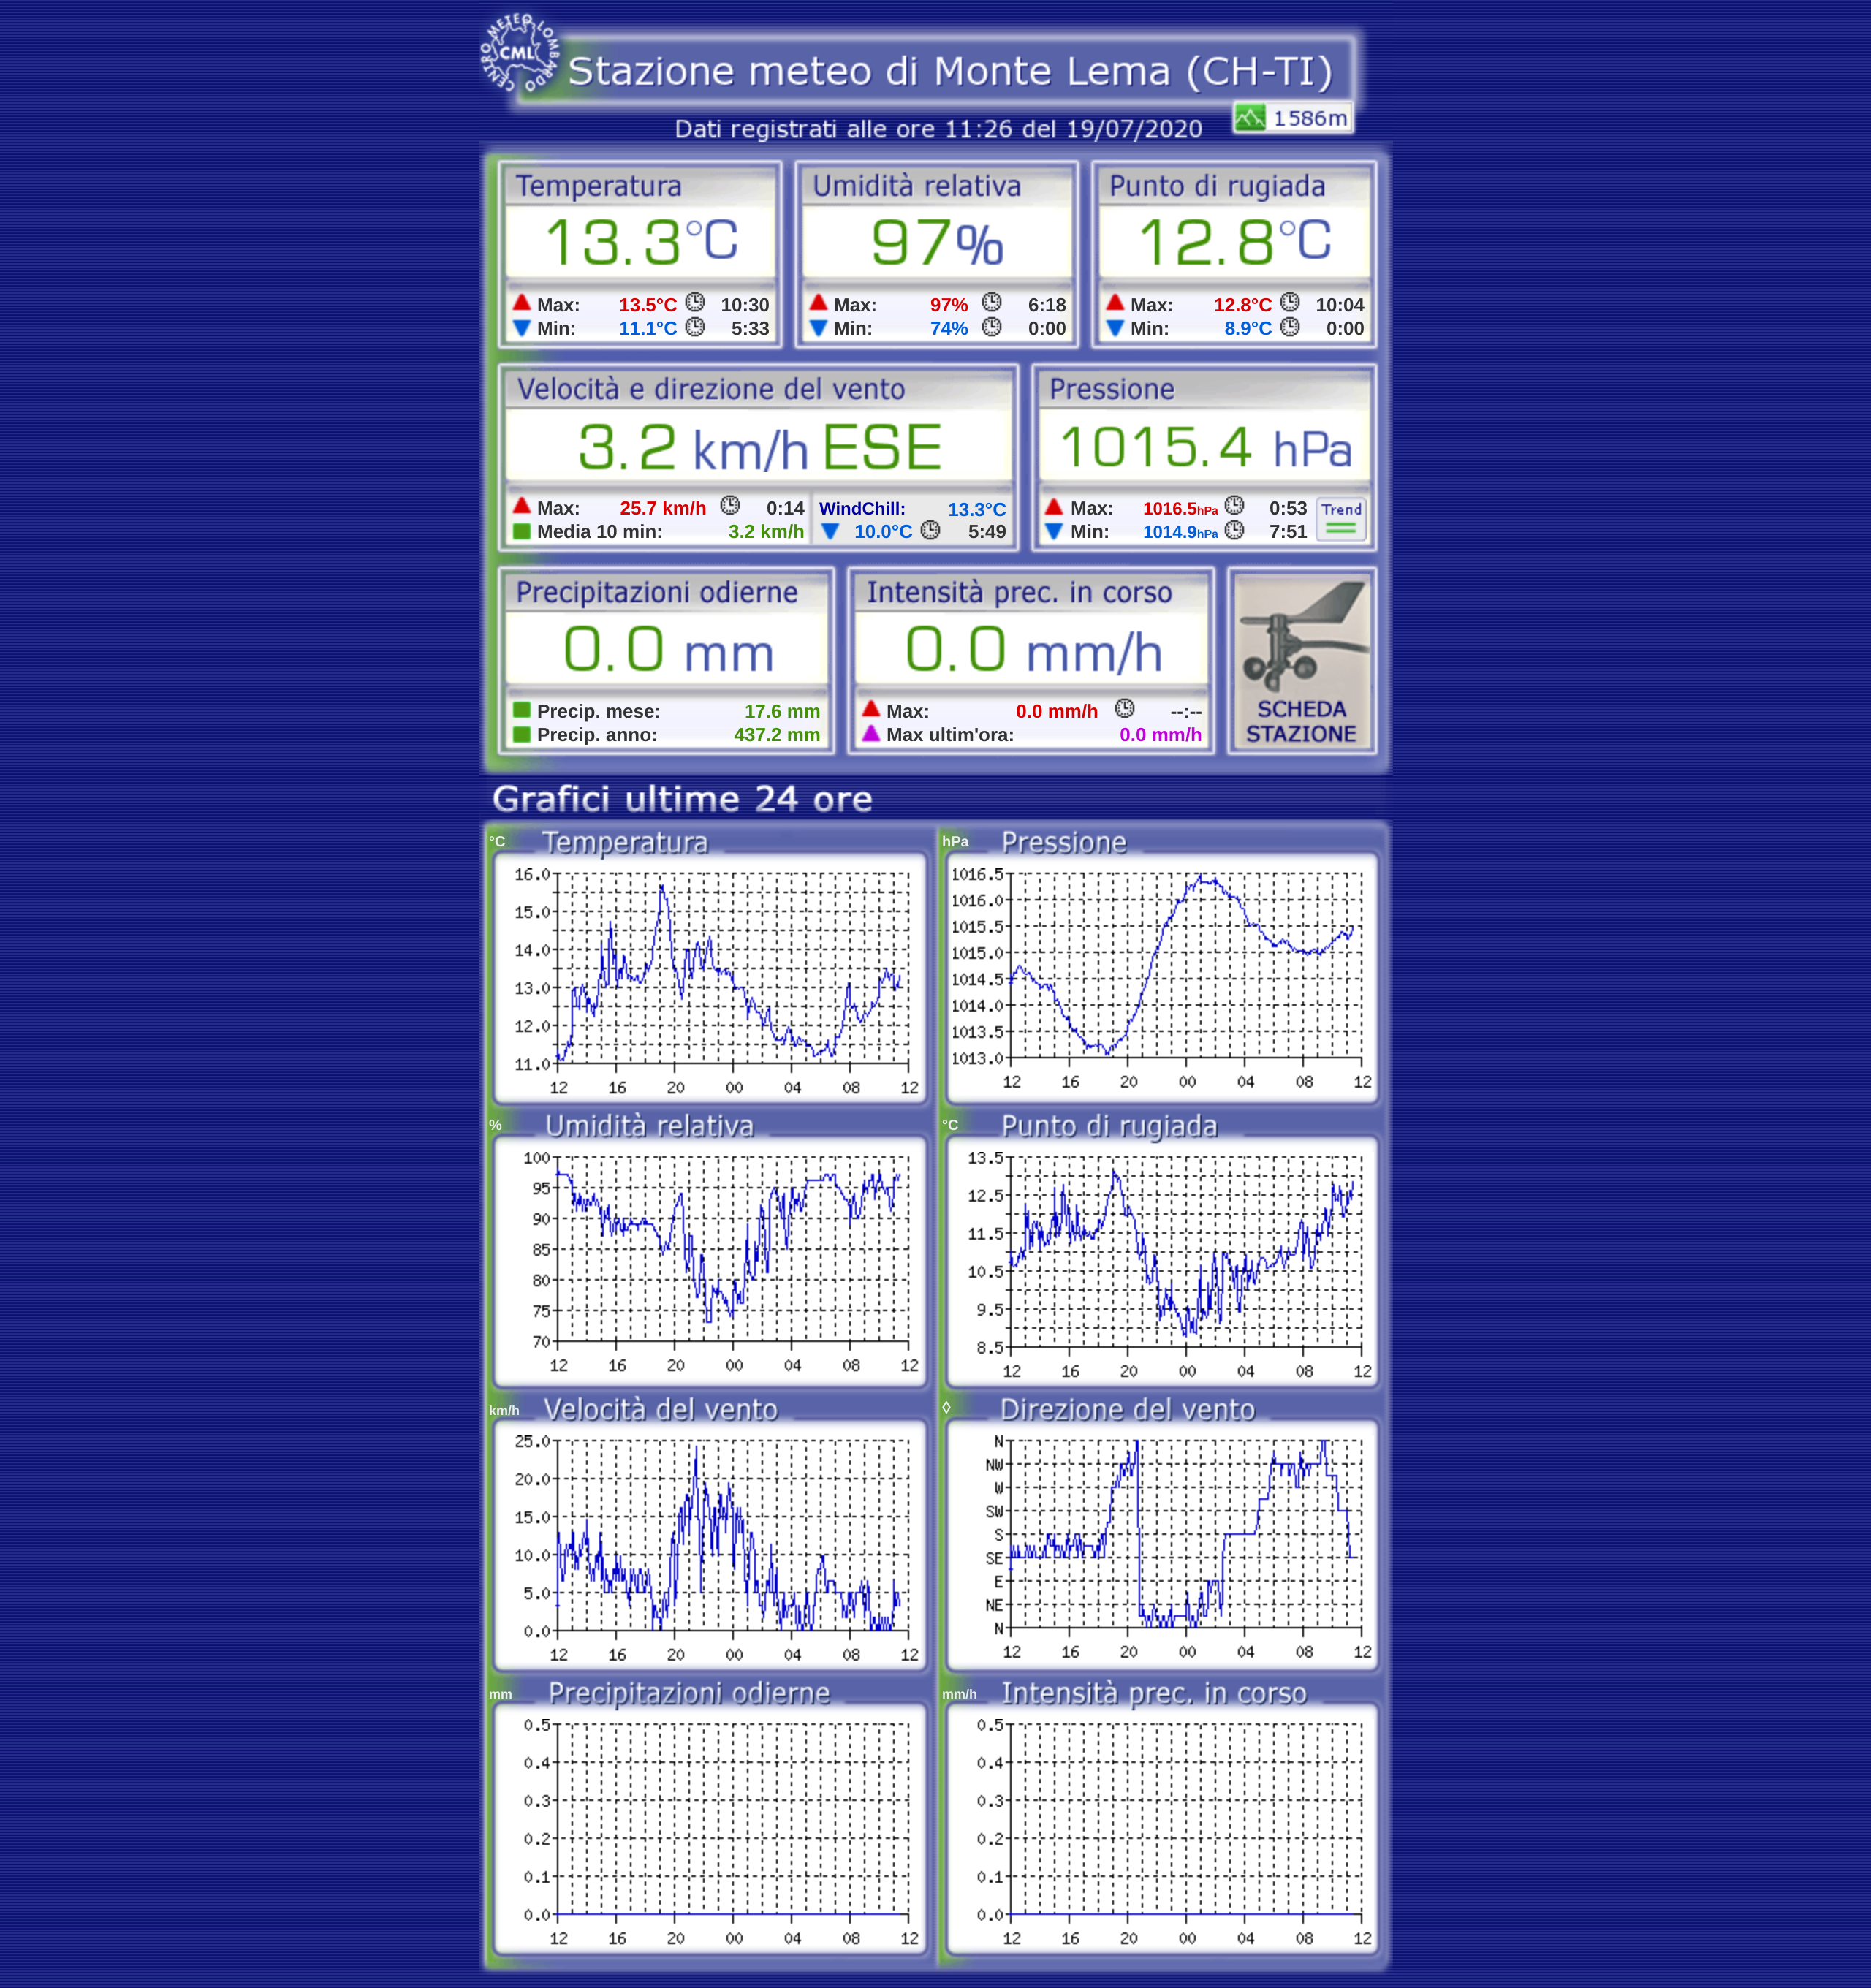 CENTRO METEO LOMBARDO
CML
Stazione meteo di Monte Lema (CH-TI)
1586m
Dati registrati alle ore 11:26 del 19/07/2020
Temperatura Umidità relativa Punto di rugiada
13.3°C 97% 12.8°C
Max: 13.5°C 10:30 Max: 97% 6:18 Max: 12.8°C 10:04
Min: 11.1°C 5:33 Min: 74% 0:00 Min: 8.9°C 0:00
Velocità e direzione del vento Pressione
3.2 km/h ESE 1015.4 hPa
Max: 25.7 km/h 0:14 WindChill: 13.3°C Max: 1016.5hPa 0:53 Trend
Media 10 min: 3.2 km/h 10.0°C 5:49 Min: 1014.9hPa 7:51
Precipitazioni odierne Intensità prec. in corso
0.0 mm 0.0 mm/h
Precip. mese: 17.6 mm Max: 0.0 mm/h --:-- SCHEDA
Precip. anno: 437.2 mm Max ultim'ora: 0.0 mm/h STAZIONE
Grafici ultime 24 ore
°C Temperatura
16.0
15.0
14.0
13.0
12.0
11.0
12 16 20 00 04 08 12
hPa Pressione
1016.5
1016.0
1015.5
1015.0
1014.5
1014.0
1013.5
1013.0
12 16 20 00 04 08 12
% Umidità relativa
100
95
90
85
80
75
70
12 16 20 00 04 08 12
°C Punto di rugiada
13.5
12.5
11.5
10.5
9.5
8.5
12 16 20 00 04 08 12
km/h Velocità del vento
25.0
20.0
15.0
10.0
5.0
0.0
12 16 20 00 04 08 12
◊ Direzione del vento
N
NW
W
SW
S
SE
E
NE
N
12 16 20 00 04 08 12
mm Precipitazioni odierne
0.5
0.4
0.3
0.2
0.1
0.0
12 16 20 00 04 08 12
mm/h Intensità prec. in corso
0.5
0.4
0.3
0.2
0.1
0.0
12 16 20 00 04 08 12